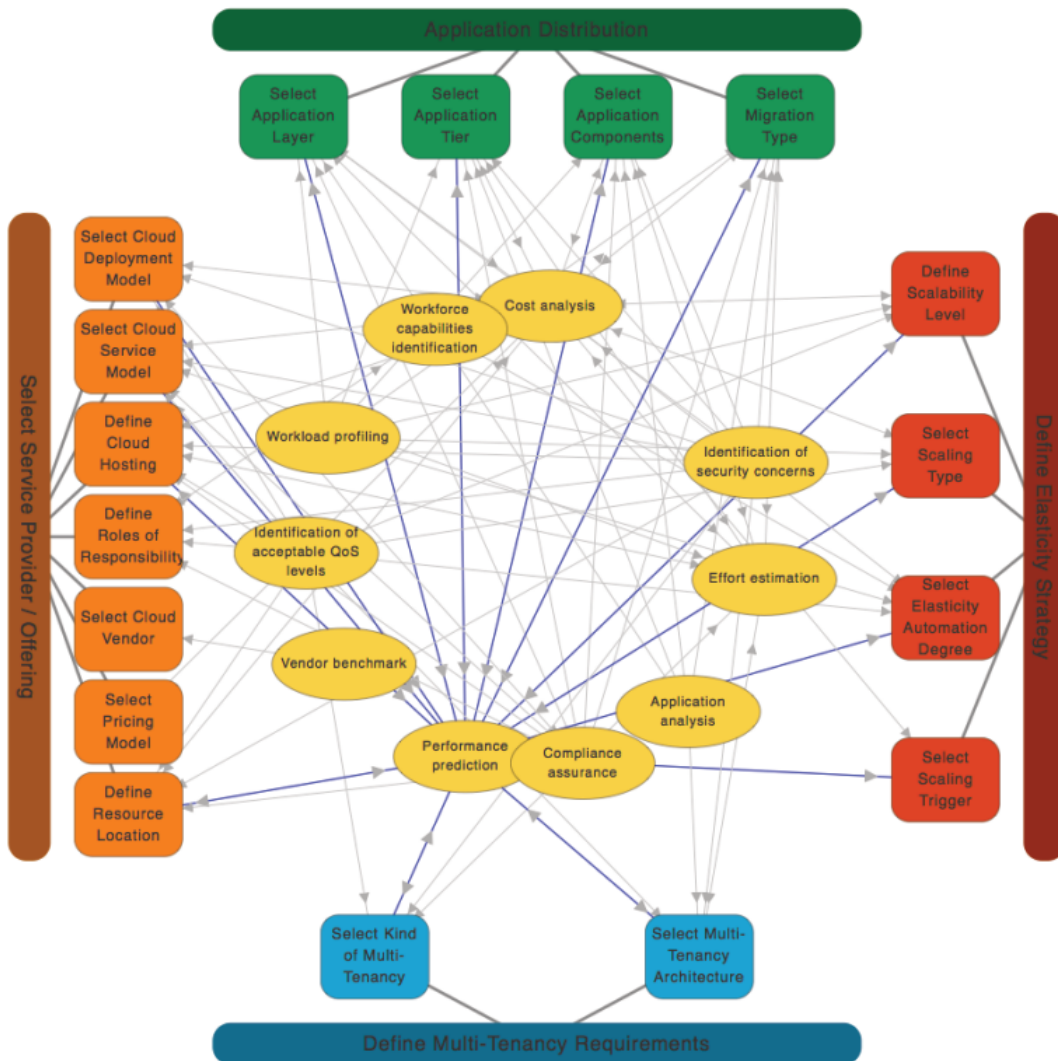 Application Distribution
Select
Application
Layer
Select
Application
Tier
Select
Application
Components
Select
Migration
Type
Select Service Provider / Offering
Select Cloud
Deployment
Model
Select Cloud
Service
Model
Define
Cloud
Hosting
Define
Roles of
Responsibility
Select Cloud
Vendor
Select
Pricing
Model
Define
Resource
Location
Cost analysis
Workforce
capabilities
identification
Workload profiling
Identification of
security concerns
Identification of
acceptable QoS
levels
Effort estimation
Vendor benchmark
Application
analysis
Performance
prediction
Compliance
assurance
Define
Scalability
Level
Select
Scaling
Type
Select
Elasticity
Automation
Degree
Select
Scaling
Trigger
Define Elasticity Strategy
Select Kind
of Multi-
Tenancy
Select Multi-
Tenancy
Architecture
Define Multi-Tenancy Requirements